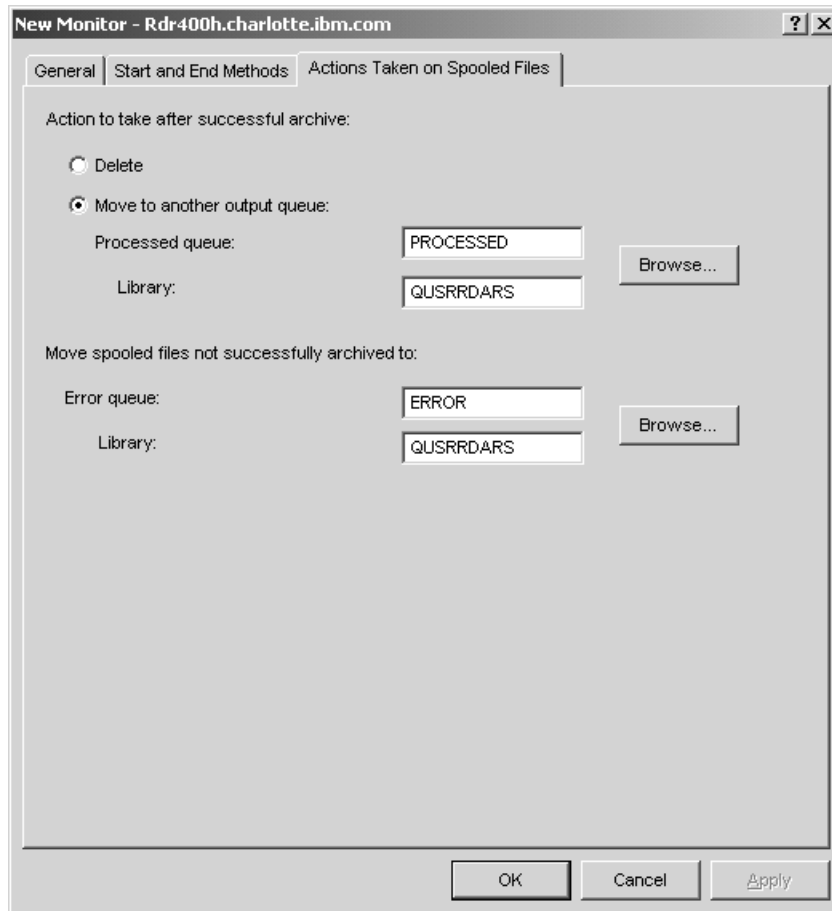 New Monitor - Rdr400h.charlotte.ibm.com ? X
General Start and End Methods Actions Taken on Spooled Files
Action to take after successful archive:
Delete
Move to another output queue:
Processed queue: PROCESSED
Browse...
Library: QUSRRDARS
Move spooled files not successfully archived to:
Error queue: ERROR
Browse...
Library: QUSRRDARS
OK Cancel Apply